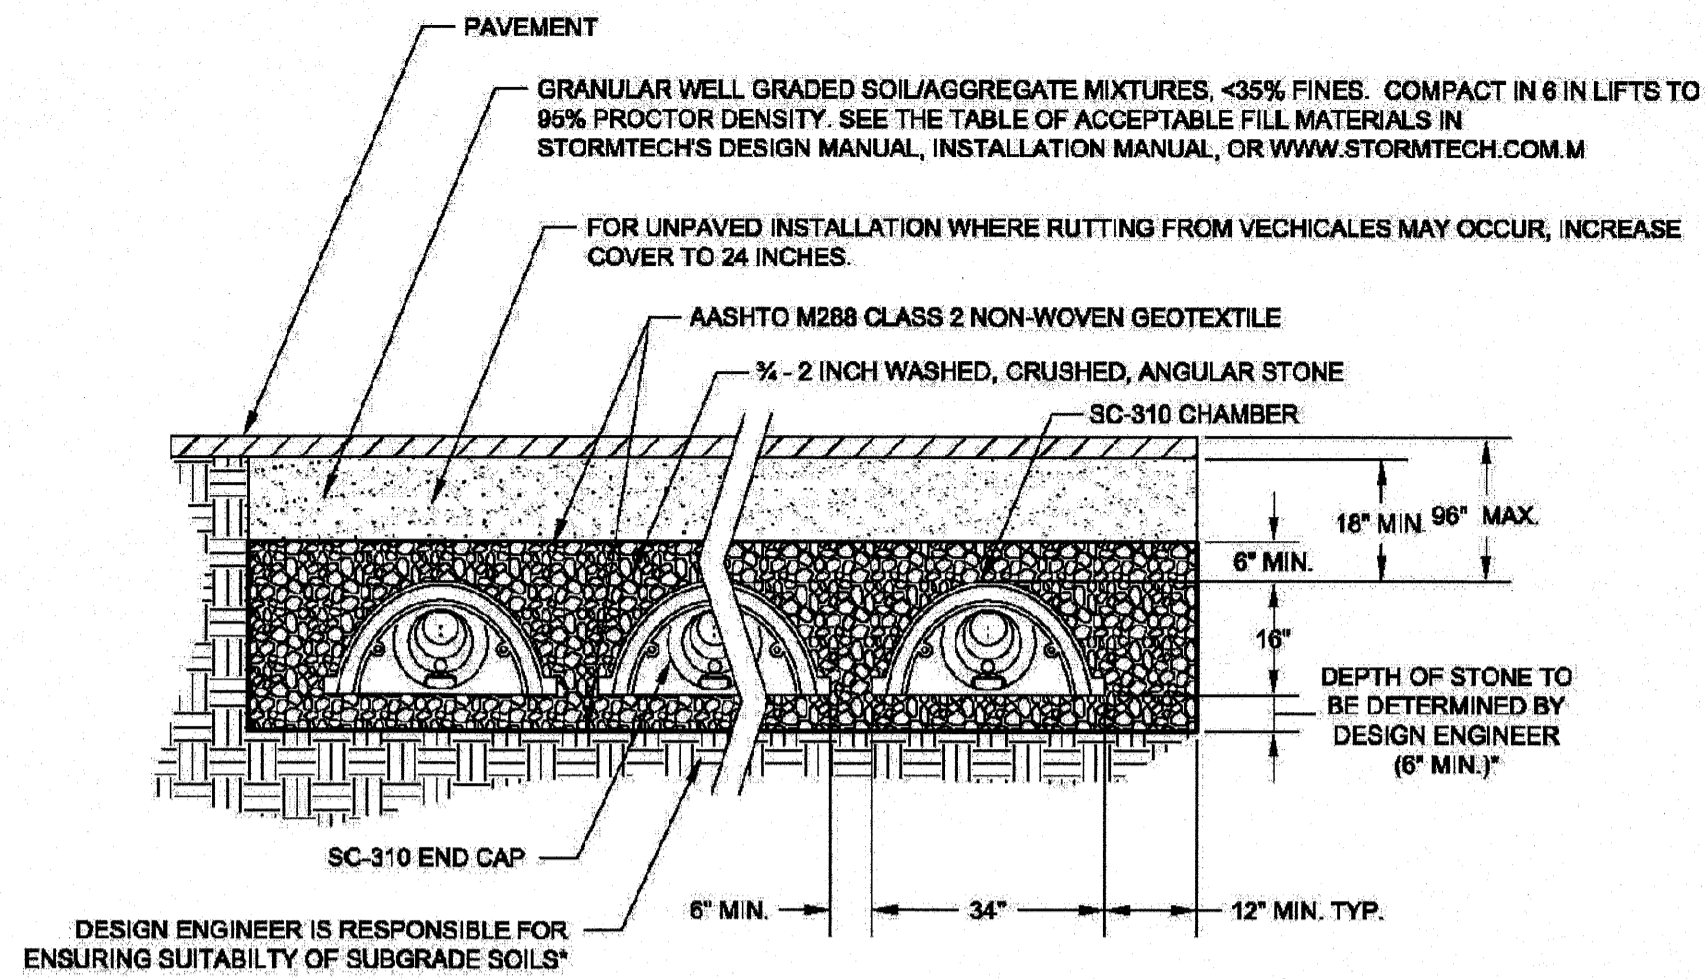 PAVEMENT
GRANULAR WELL GRADED SOIL/AGGREGATE MIXTURES, <35% FINES. COMPACT IN 6 IN LIFTS TO
95% PROCTOR DENSITY. SEE THE TABLE OF ACCEPTABLE FILL MATERIALS IN
STORMTECH'S DESIGN MANUAL, INSTALLATION MANUAL, OR WWW.STORMTECH.COM.M
FOR UNPAVED INSTALLATION WHERE RUTTING FROM VECHICALES MAY OCCUR, INCREASE
COVER TO 24 INCHES.
AASHTO M288 CLASS 2 NON-WOVEN GEOTEXTILE
¾ - 2 INCH WASHED, CRUSHED, ANGULAR STONE
SC-310 CHAMBER
18" MIN.
96" MAX.
6" MIN.
16"
DEPTH OF STONE TO
BE DETERMINED BY
DESIGN ENGINEER
(6" MIN.)*
SC-310 END CAP
6" MIN.
34"
12" MIN. TYP.
DESIGN ENGINEER IS RESPONSIBLE FOR
ENSURING SUITABILTY OF SUBGRADE SOILS*